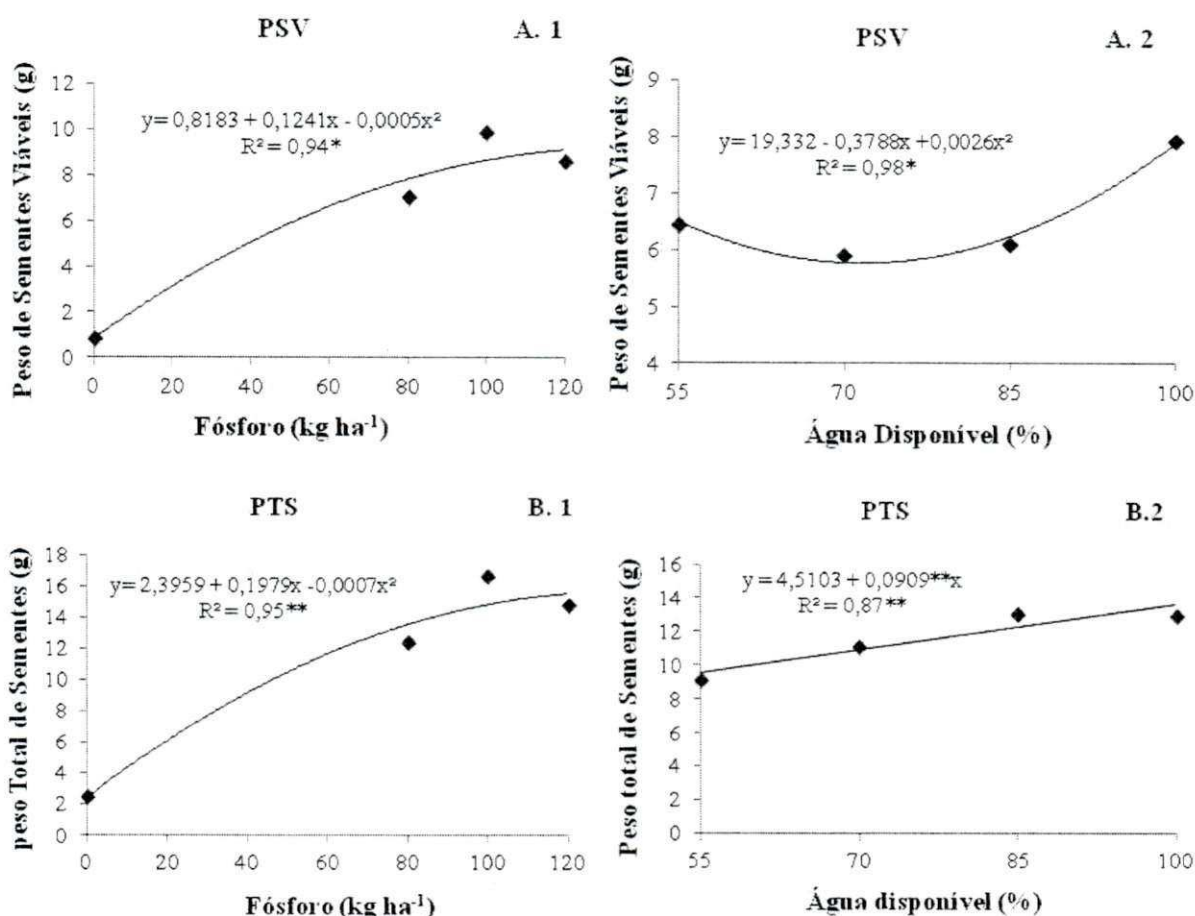 PSV A. 1
Peso de Sementes Viáveis (g)
12
10
8
6
4
2
0
y= 0,8183 + 0,1241x - 0,0005x²
R² = 0,94*
0 20 40 60 80 100 120
Fósforo (kg ha⁻¹)
PSV A. 2
Peso de Sementes Viáveis (g)
9
8
7
6
5
4
y= 19,332 - 0,3788x +0,0026x²
R² = 0,98*
55 70 85 100
Água Disponível (%)
PTS B. 1
peso Total de Sementes (g)
18
16
14
12
10
8
6
4
2
0
y= 2,3959 + 0,1979x -0,0007x²
R² = 0,95**
0 20 40 60 80 100 120
Fósforo (kg ha⁻¹)
PTS B.2
Peso total de Sementes (g)
16
14
12
10
8
6
4
2
0
y= 4,5103 + 0,0909**x
R² = 0,87**
55 70 85 100
Água disponível (%)